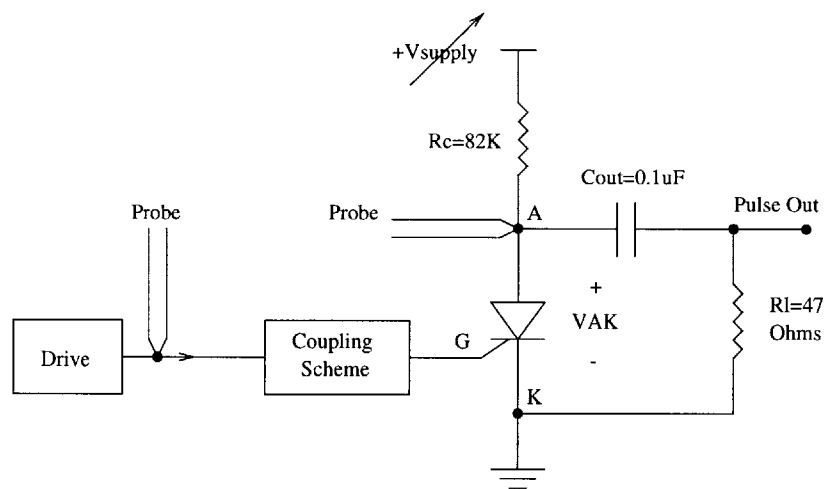 +Vsupply
Rc=82K
Cout=0.1uF
Probe
Probe
A
Pulse Out
+
VAK
-
Rl=47
Ohms
Drive
Coupling
Scheme
G
K